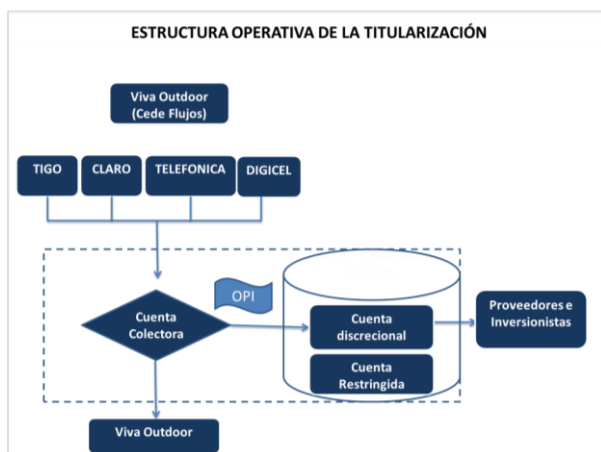 ESTRUCTURA OPERATIVA DE LA TITULARIZACIÓN
Viva Outdoor
(Cede Flujos)
TIGO
CLARO
TELEFONICA
DIGICEL
OPI
Cuenta
Colectora
Cuenta
discrecional
Proveedores e
Inversionistas
Cuenta
Restringida
Viva Outdoor